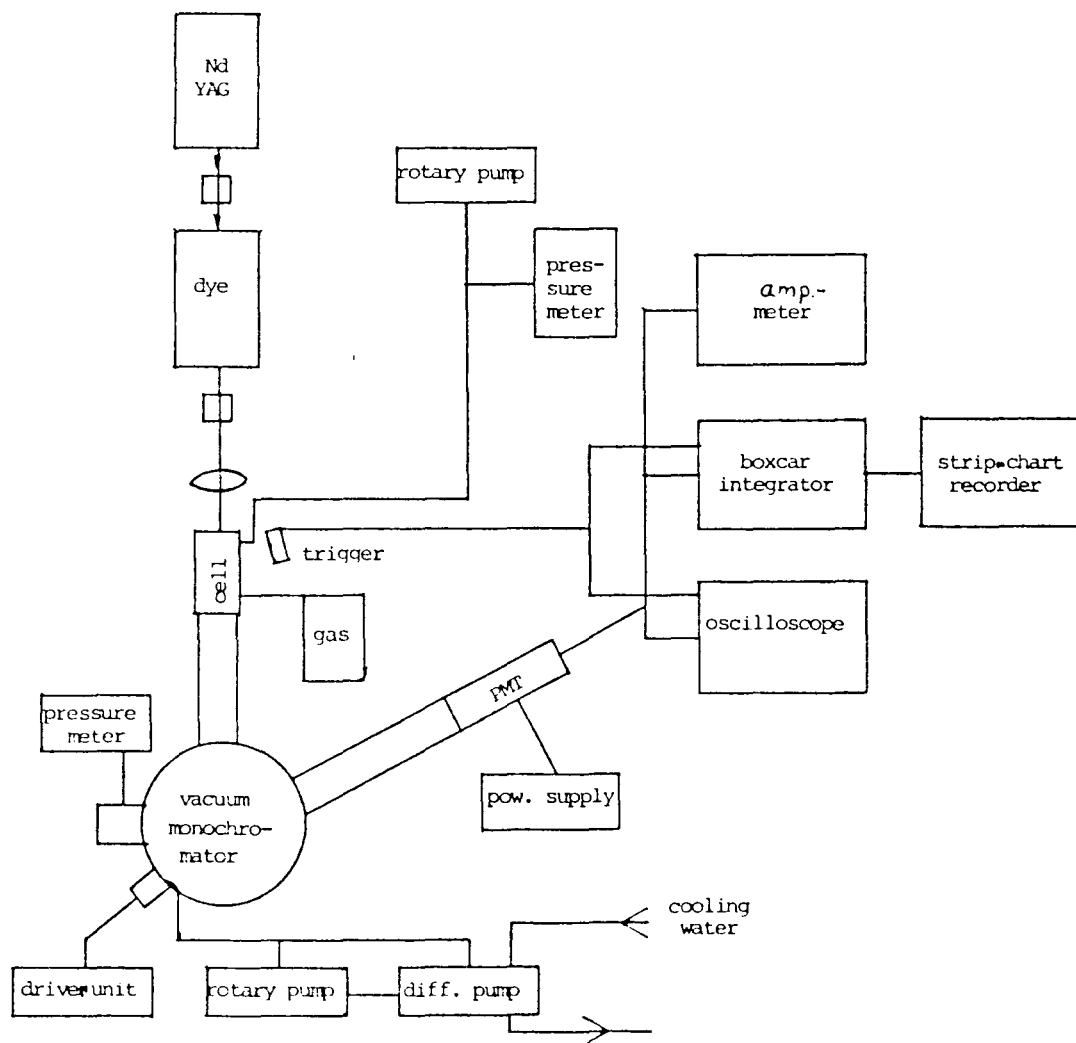 Nd
YAG
rotary pump
dye
pres-
sure
meter
amp.-
meter
boxcar
integrator
strip-chart
recorder
cell
trigger
gas
oscilloscope
PMT
pressure
meter
pow. supply
vacuum
monochro-
mator
cooling
water
drive-unit
rotary pump
diff. pump